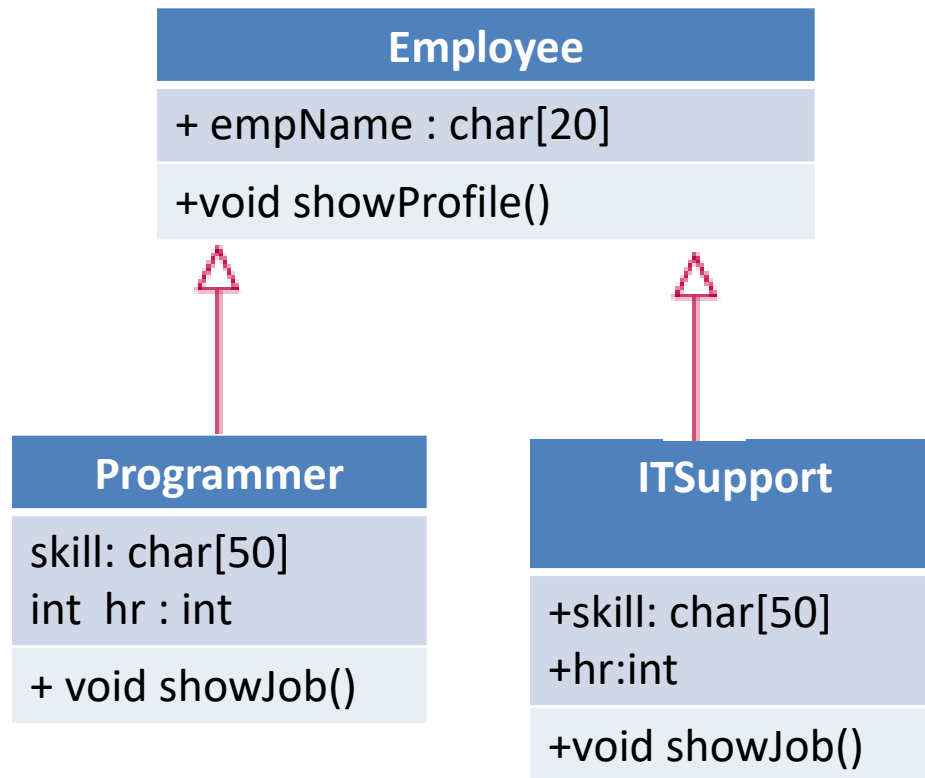 Employee
+ empName : char[20]
+void showProfile()
Programmer
skill: char[50]
int  hr : int
+ void showJob()
ITSupport
+skill: char[50]
+hr:int
+void showJob()